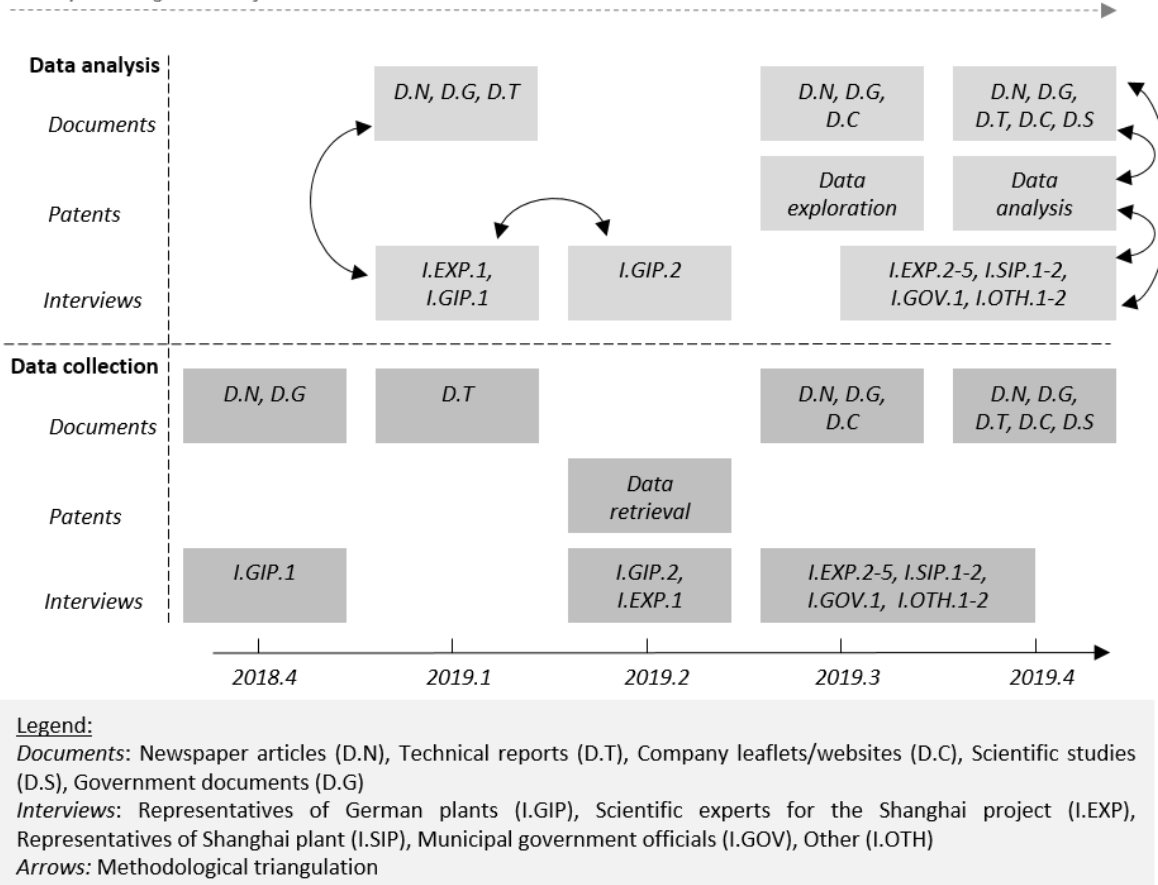 Data analysis
D.N, D.G, D.T
D.N, D.G,
D.C
D.N, D.G,
D.T, D.C, D.S
Documents
Data
exploration
Data
analysis
Patents
I.EXP.1,
I.GIP.1
I.GIP.2
I.EXP.2-5, I.SIP.1-2,
I.GOV.1, I.OTH.1-2
Interviews
Data collection
D.N, D.G
D.T
D.N, D.G,
D.C
D.N, D.G,
D.T, D.C, D.S
Documents
Data
retrieval
Patents
I.GIP.1
I.GIP.2,
I.EXP.1
I.EXP.2-5, I.SIP.1-2,
I.GOV.1, I.OTH.1-2
Interviews
2018.4
2019.1
2019.2
2019.3
2019.4
Legend:
Documents: Newspaper articles (D.N), Technical reports (D.T), Company leaflets/websites (D.C), Scientific studies
(D.S), Government documents (D.G)
Interviews: Representatives of German plants (I.GIP), Scientific experts for the Shanghai project (I.EXP),
Representatives of Shanghai plant (I.SIP), Municipal government officials (I.GOV), Other (I.OTH)
Arrows: Methodological triangulation